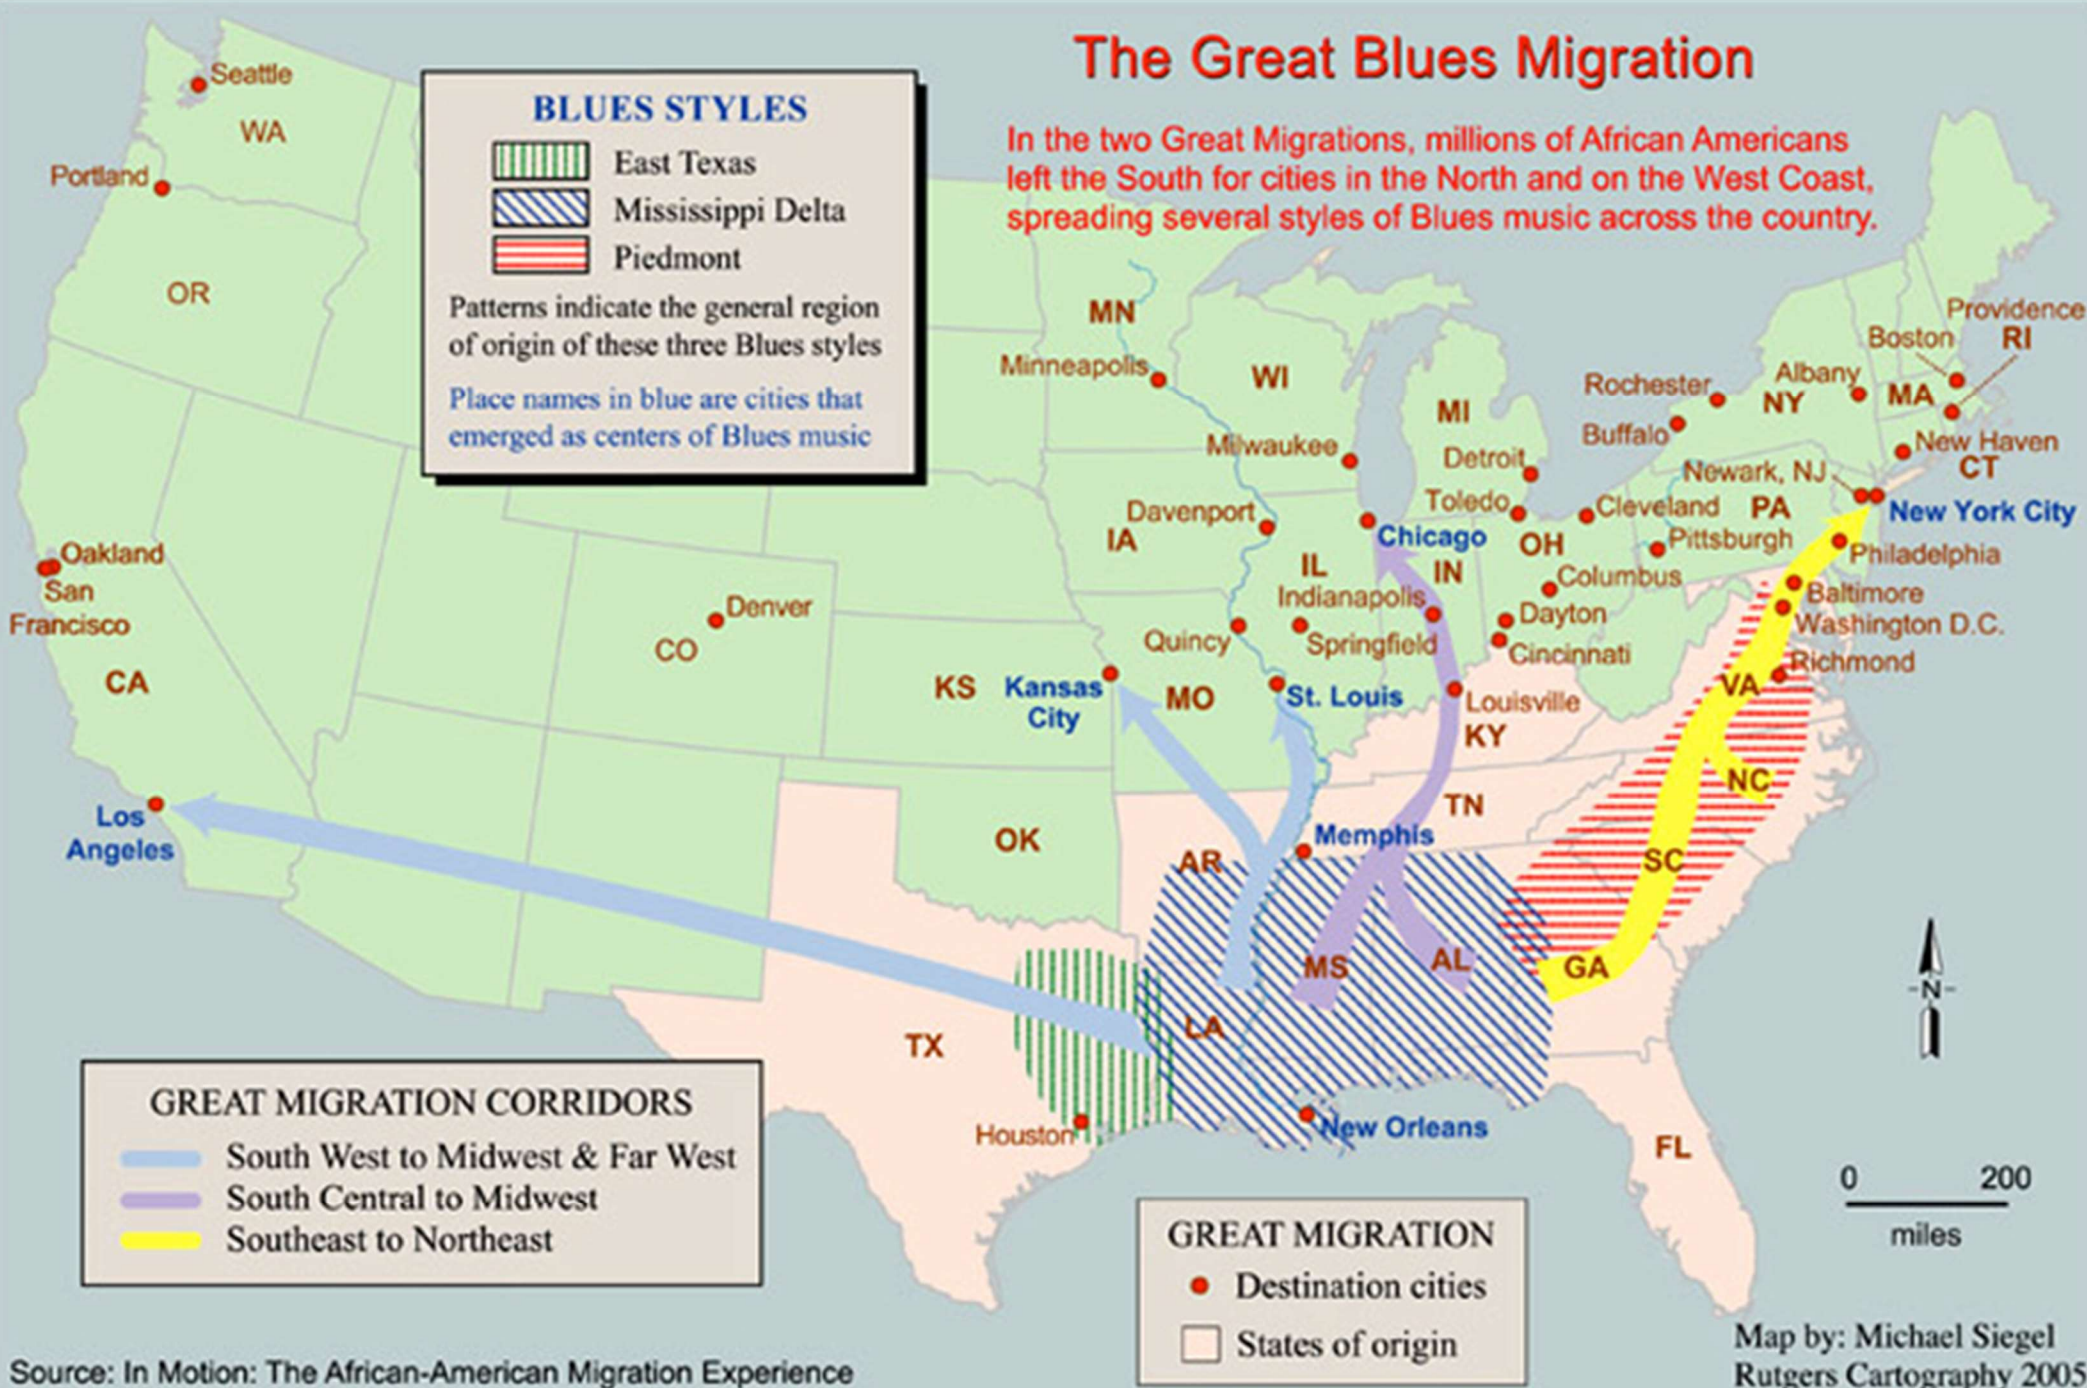 The Great Blues Migration
In the two Great Migrations, millions of African Americans
left the South for cities in the North and on the West Coast,
spreading several styles of Blues music across the country.
BLUES STYLES
East Texas
Mississippi Delta
Piedmont
Patterns indicate the general region
of origin of these three Blues styles
Place names in blue are cities that
emerged as centers of Blues music
Seattle
WA
Portland
OR
Oakland
San
Francisco
CA
Los
Angeles
Denver
CO
KS
Kansas
City
OK
TX
Houston
MN
Minneapolis
WI
Milwaukee
MI
Detroit
Toledo
Davenport
IA
Chicago
IL
IN
OH
Indianapolis
Quincy
Springfield
MO
St. Louis
Cleveland
Columbus
Dayton
Cincinnati
Louisville
KY
TN
Memphis
AR
MS
AL
LA
New Orleans
GA
FL
SC
NC
VA
Richmond
Washington D.C.
Baltimore
Philadelphia
Pittsburgh
PA
Newark, NJ
New York City
Rochester
Buffalo
Albany
NY
MA
Boston
Providence
RI
New Haven
CT
N
0 200
miles
GREAT MIGRATION CORRIDORS
South West to Midwest & Far West
South Central to Midwest
Southeast to Northeast
GREAT MIGRATION
Destination cities
States of origin
Source: In Motion: The African-American Migration Experience
Map by: Michael Siegel
Rutgers Cartography 2005